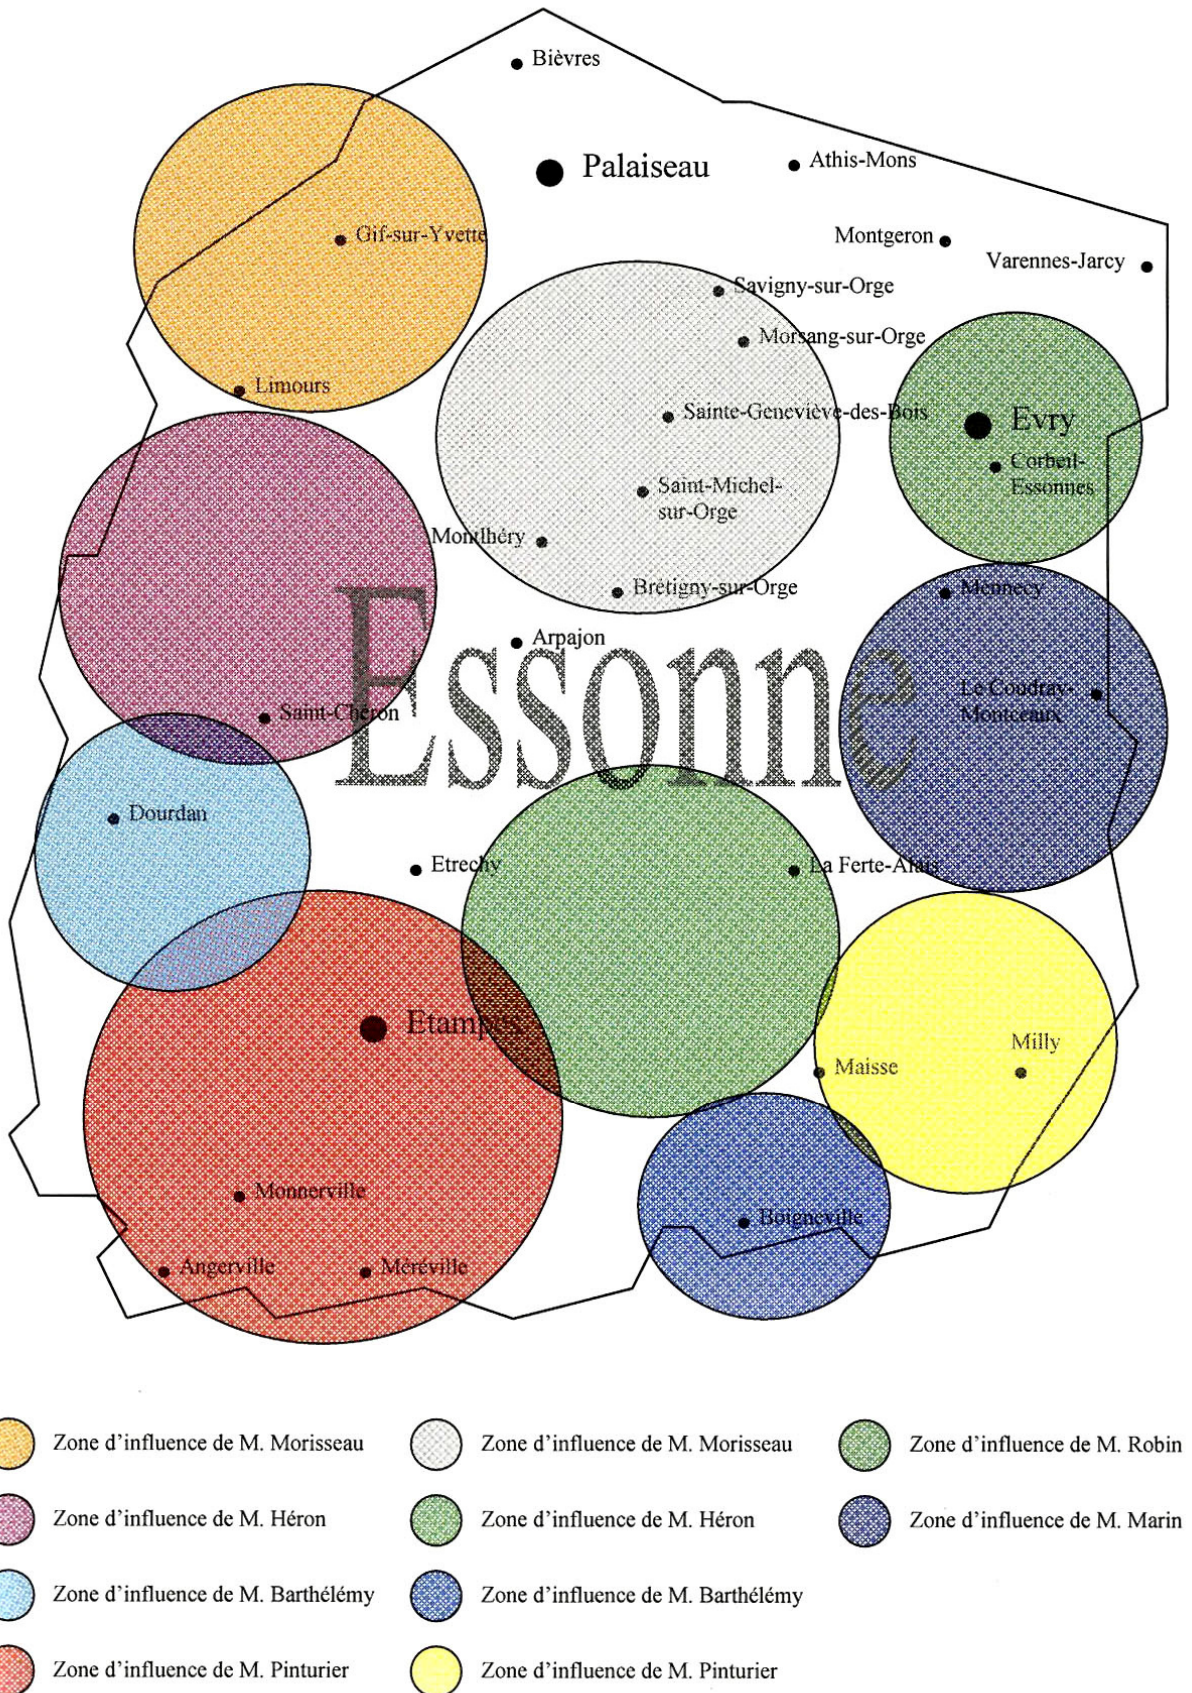 Bièvres
Palaiseau
Athis-Mons
Gif-sur-Yvette
Montgeron
Varennes-Jarcy
Savigny-sur-Orge
Morsang-sur-Orge
Limours
Sainte-Geneviève-des-Bois
Evry
Corbeil-
Essonnes
Saint-Michel-
sur-Orge
Montlhéry
Brétigny-sur-Orge
Mennecy
Arpajon
Essonne
Le Coudray-
Montceaux
Saint-Chéron
Dourdan
Etrechy
La Ferte-Alais
Etampes
Milly
Maisse
Monnerville
Boigneville
Angerville
Méréville
Zone d'influence de M. Morisseau
Zone d'influence de M. Morisseau
Zone d'influence de M. Robin
Zone d'influence de M. Héron
Zone d'influence de M. Héron
Zone d'influence de M. Marin
Zone d'influence de M. Barthélémy
Zone d'influence de M. Barthélémy
Zone d'influence de M. Pinturier
Zone d'influence de M. Pinturier